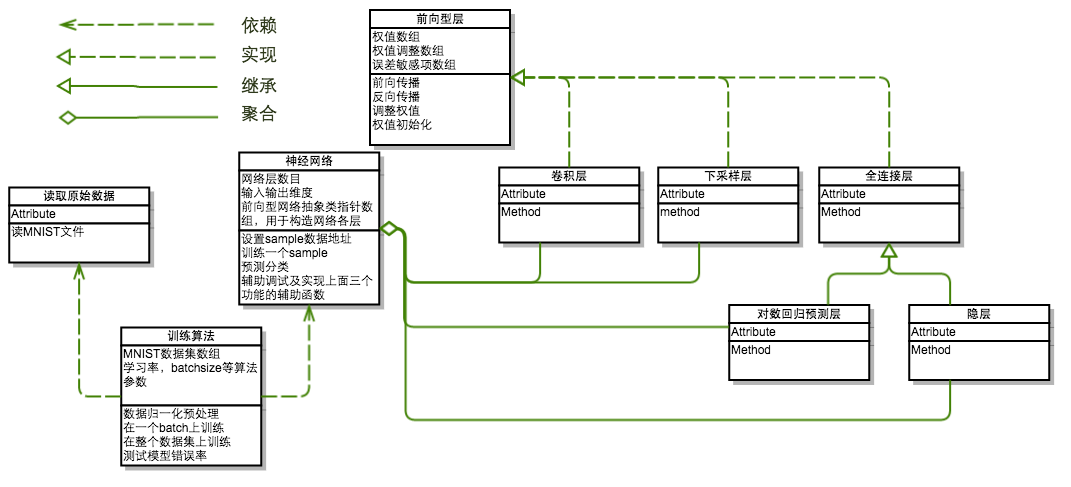 依赖
实现
继承
聚合
前向型层
权值数组
权值调整数组
误差敏感项数组
前向传播
反向传播
调整权值
权值初始化
神经网络
网络层数目
输入输出维度
前向型网络抽象类指针数
组，用于构造网络各层
设置sample数据地址
训练一个sample
预测分类
辅助调试及实现上面三个
功能的辅助函数
读取原始数据
Attribute
读MNIST文件
卷积层
Attribute
Method
下采样层
Attribute
method
全连接层
Attribute
Method
对数回归预测层
Attribute
Method
隐层
Attribute
Method
训练算法
MNIST数据集数组
学习率，batchsize等算法
参数
数据归一化预处理
在一个batch上训练
在整个数据集上训练
测试模型错误率